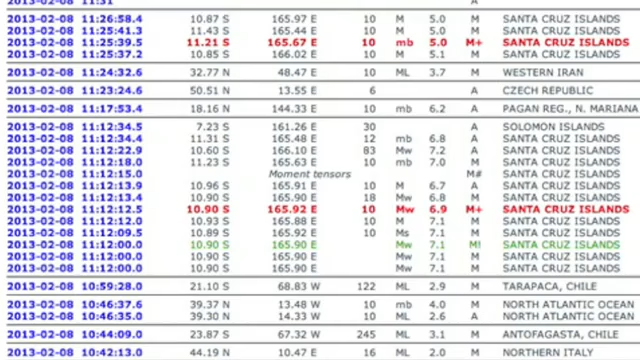 2013-02-08 11:31 A
2013-02-08 11:26:58.4 10.87 S 165.97 E 10 M 5.0 M SANTA CRUZ ISLANDS
2013-02-08 11:25:41.3 11.43 S 165.44 E 10 M 5.0 M SANTA CRUZ ISLANDS
2013-02-08 11:25:39.5 11.21 S 165.67 E 10 mb 5.0 M+ SANTA CRUZ ISLANDS
2013-02-08 11:25:37.2 10.85 S 166.02 E 10 M 5.1 M SANTA CRUZ ISLANDS
2013-02-08 11:24:32.6 32.77 N 48.47 E 10 ML 3.7 M WESTERN IRAN
2013-02-08 11:23:24.6 50.51 N 13.55 E 6 A CZECH REPUBLIC
2013-02-08 11:17:53.4 18.16 N 144.33 E 10 mb 6.2 A PAGAN REG., N. MARIANA
2013-02-08 11:12:34.5 7.23 S 161.26 E 30 A SOLOMON ISLANDS
2013-02-08 11:12:34.4 11.31 S 165.48 E 12 mb 6.8 A SANTA CRUZ ISLANDS
2013-02-08 11:12:22.9 10.60 S 166.10 E 83 Mw 7.2 A SANTA CRUZ ISLANDS
2013-02-08 11:12:18.0 11.23 S 165.63 E 10 mb 7.0 M SANTA CRUZ ISLANDS
2013-02-08 11:12:15.0 Moment tensors M# SANTA CRUZ ISLANDS
2013-02-08 11:12:13.9 10.96 S 165.91 E 10 M 6.7 A SANTA CRUZ ISLANDS
2013-02-08 11:12:13.4 10.90 S 165.90 E 18 Mw 6.8 M SANTA CRUZ ISLANDS
2013-02-08 11:12:12.5 10.90 S 165.92 E 10 Mw 6.9 M+ SANTA CRUZ ISLANDS
2013-02-08 11:12:12.0 10.93 S 165.88 E 10 M 7.1 M SANTA CRUZ ISLANDS
2013-02-08 11:12:09.5 10.89 S 165.92 E 10 Ms 7.1 M SANTA CRUZ ISLANDS
2013-02-08 11:12:00.0 10.90 S 165.90 E Mw 7.1 M! SANTA CRUZ ISLANDS
2013-02-08 11:12:00.0 10.90 S 165.90 E Mw 7.1 M SANTA CRUZ ISLANDS
2013-02-08 11:12:00.0 10.90 S 165.90 E Mw 7.1 M SANTA CRUZ ISLANDS
2013-02-08 10:59:28.0 21.10 S 68.83 W 122 ML 2.9 M TARAPACA, CHILE
2013-02-08 10:46:37.6 39.37 N 13.48 W 10 mb 4.0 M NORTH ATLANTIC OCEAN
2013-02-08 10:46:35.0 39.30 N 14.33 W 10 ML 2.6 A NORTH ATLANTIC OCEAN
2013-02-08 10:44:09.0 23.87 S 67.32 W 245 ML 3.1 M ANTOFAGASTA, CHILE
2013-02-08 10:42:13.0 44.19 N 10.47 E 16 ML 2.0 M NORTHERN ITALY